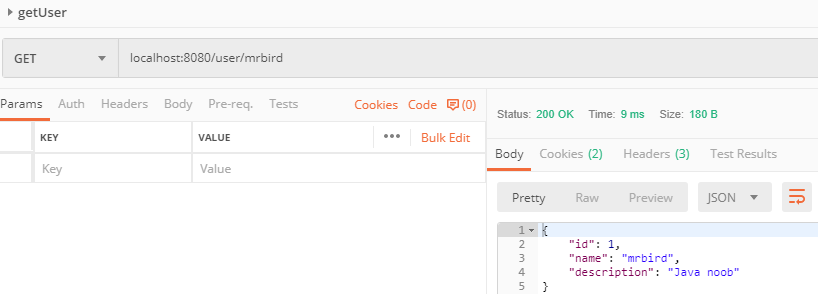 getUser
GET localhost:8080/user/mrbird
Params Auth Headers Body Pre-req. Tests Cookies Code (0)
KEY VALUE ••• Bulk Edit
Key Value
Status: 200 OK Time: 9 ms Size: 180 B
Body Cookies (2) Headers (3) Test Results
Pretty Raw Preview JSON
1 {
2 "id": 1,
3 "name": "mrbird",
4 "description": "Java noob"
5 }